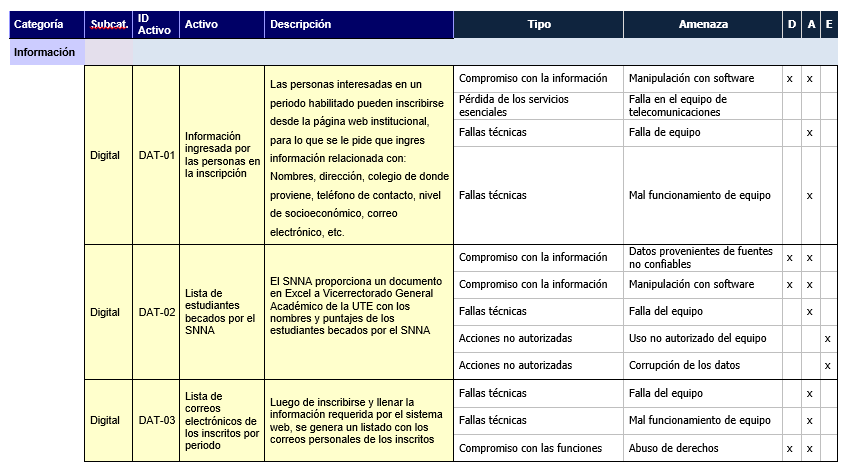 Categoría Subcat. ID Activo Activo Descripción Tipo Amenaza D A E
Información
Digital
DAT-01
Información
ingresada por
las personas en
la inscripción
Las personas interesadas en un
periodo habilitado pueden inscribirse
desde la página web institucional,
para lo que se le pide que ingres
información relacionada con:
Nombres, dirección, colegio de donde
proviene, teléfono de contacto, nivel
de socioeconómico, correo
electrónico, etc.
Compromiso con la información Manipulación con software x x
Pérdida de los servicios
esenciales
Falla en el equipo de
telecomunicaciones
Fallas técnicas Falla de equipo x
Fallas técnicas Mal funcionamiento de equipo x
Digital
DAT-02
Lista de
estudiantes
becados por el
SNNA
El SNNA proporciona un documento
en Excel a Vicerrectorado General
Académico de la UTE con los
nombres y puntajes de los
estudiantes becados por el SNNA
Compromiso con la información
Datos provenientes de fuentes
no confiables
x x
Compromiso con la información Manipulación con software x x
Fallas técnicas Falla del equipo x
Acciones no autorizadas Uso no autorizado del equipo x
Acciones no autorizadas Corrupción de los datos x
Digital
DAT-03
Lista de
correos
electrónicos de
los inscritos por
periodo
Luego de inscribirse y llenar la
información requerida por el sistema
web, se genera un listado con los
correos personales de los inscritos
Fallas técnicas Falla del equipo x
Fallas técnicas Mal funcionamiento de equipo x
Compromiso con las funciones Abuso de derechos x x